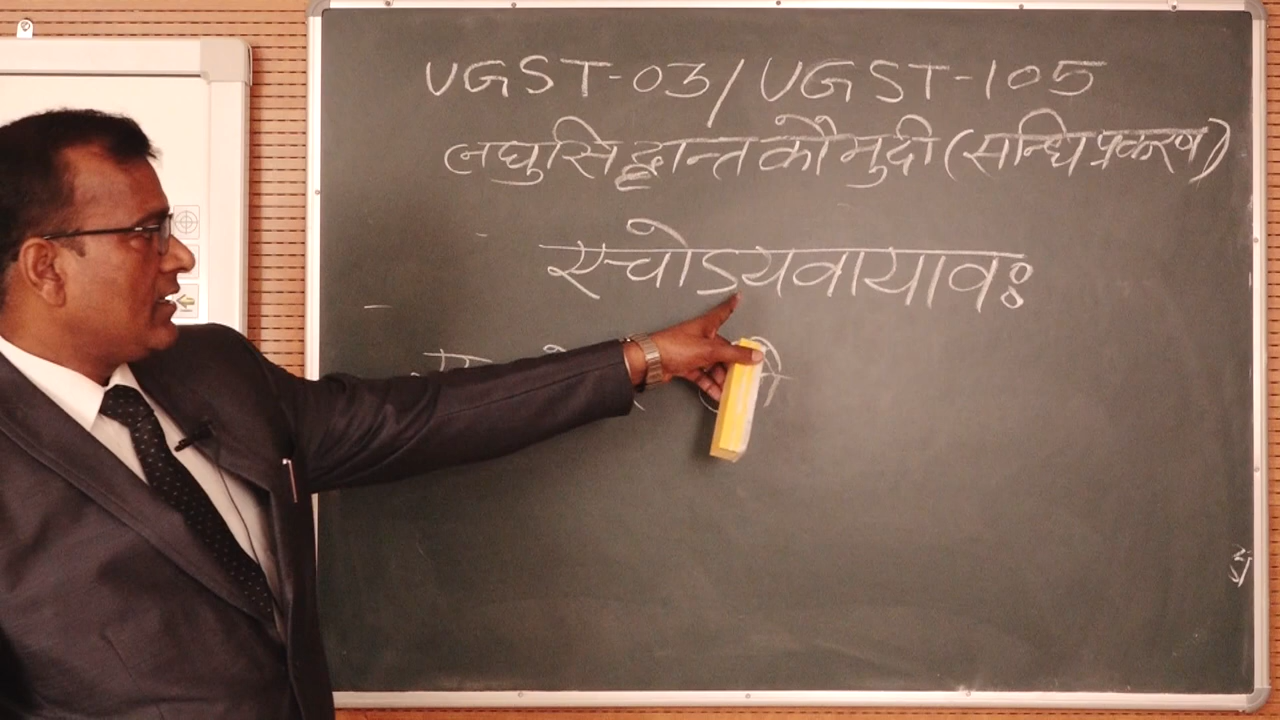 UGST-03/UGST-105
लघुसिद्धान्तकौमुदी (सन्धि प्रकरण)
एचोऽयवायावः